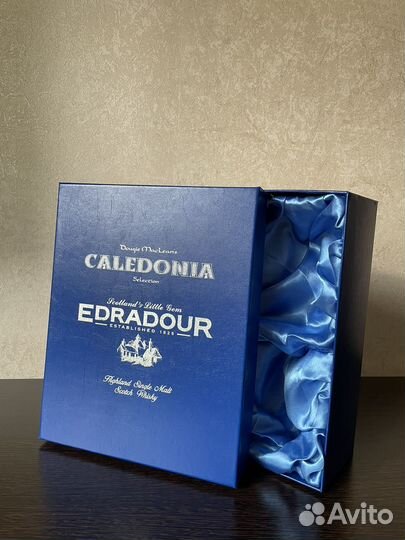 Dougie MacLean's
CALEDONIA
Selection
Scotland's Little Gem
EDRADOUR
ESTABLISHED 1825
Highland Single Malt
Scotch Whisky
Avito